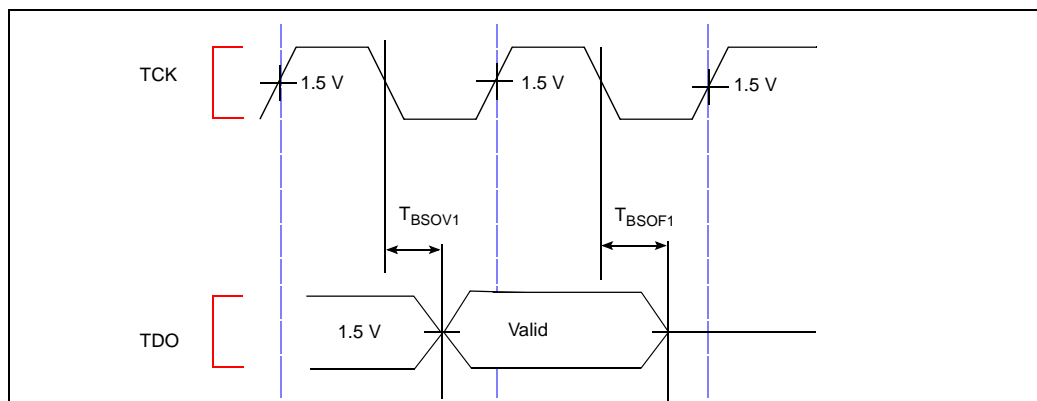 TCK
1.5 V
1.5 V
1.5 V
TBSOV1
TBSOF1
TDO
1.5 V
Valid